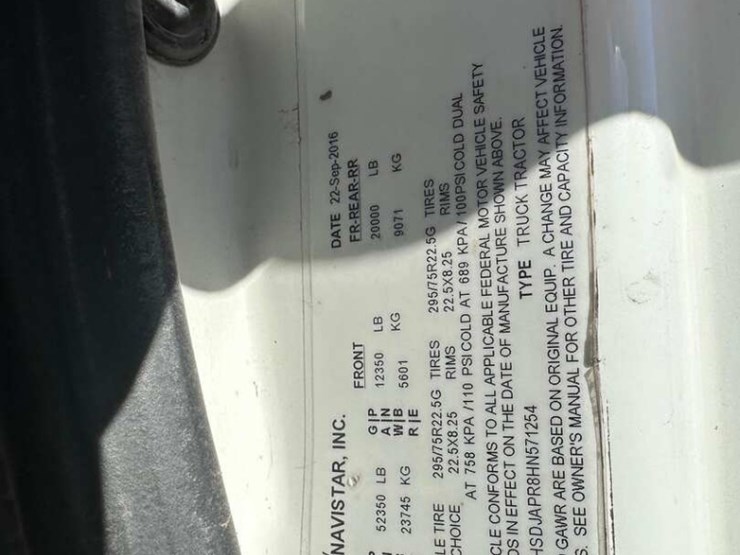 NAVISTAR, INC. DATE 22-Sep-2016
FRONT FR-REAR-RR
52350 LB G|P A|N 12350 LB 20000 LB
23745 KG W|B R|E 5601 KG 9071 KG
LE TIRE 295/75R22.5G TIRES 295/75R22.5G TIRES
CHOICE 22.5X8.25 RIMS 22.5X8.25 RIMS
AT 758 KPA /110 PSI COLD AT 689 KPA / 100PSI COLD DUAL
CLE CONFORMS TO ALL APPLICABLE FEDERAL MOTOR VEHICLE SAFETY
DS IN EFFECT ON THE DATE OF MANUFACTURE SHOWN ABOVE.
HSDJAPR8HN571254 TYPE TRUCK TRACTOR
GAWR ARE BASED ON ORIGINAL EQUIP. A CHANGE MAY AFFECT VEHICLE
S. SEE OWNER'S MANUAL FOR OTHER TIRE AND CAPACITY INFORMATION.